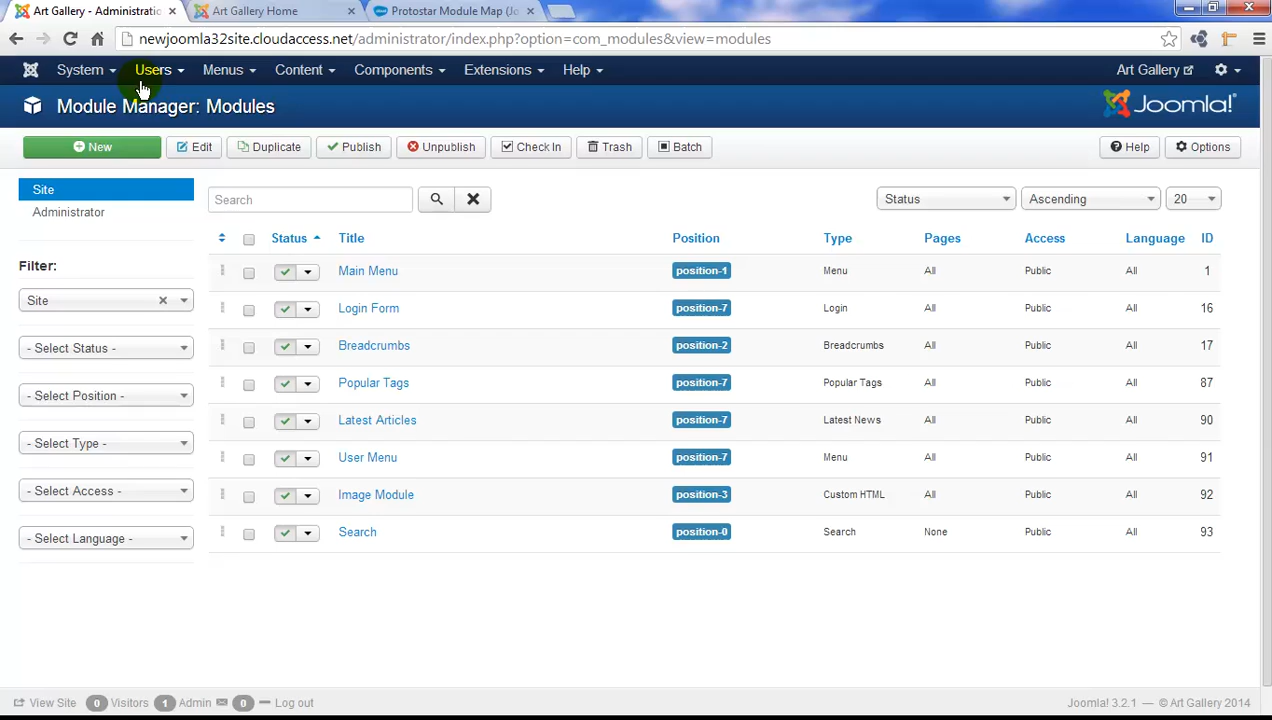 Art Gallery - Administratio
Art Gallery Home
Protostar Module Map (Jo
newjoomla32site.cloudaccess.net/administrator/index.php?option=com_modules&view=modules
System Users Menus Content Components Extensions Help Art Gallery
Module Manager: Modules Joomla!®
New Edit Duplicate Publish Unpublish Check In Trash Batch Help Options
Site
Administrator
Filter:
Site
- Select Status -
- Select Position -
- Select Type -
- Select Access -
- Select Language -
Search Status Ascending 20
Status Title Position Type Pages Access Language ID
Main Menu position-1 Menu All Public All 1
Login Form position-7 Login All Public All 16
Breadcrumbs position-2 Breadcrumbs All Public All 17
Popular Tags position-7 Popular Tags All Public All 87
Latest Articles position-7 Latest News All Public All 90
User Menu position-7 Menu All Public All 91
Image Module position-3 Custom HTML All Public All 92
Search position-0 Search None Public All 93
View Site 0 Visitors 1 Admin 0 Log out Joomla! 3.2.1 — © Art Gallery 2014